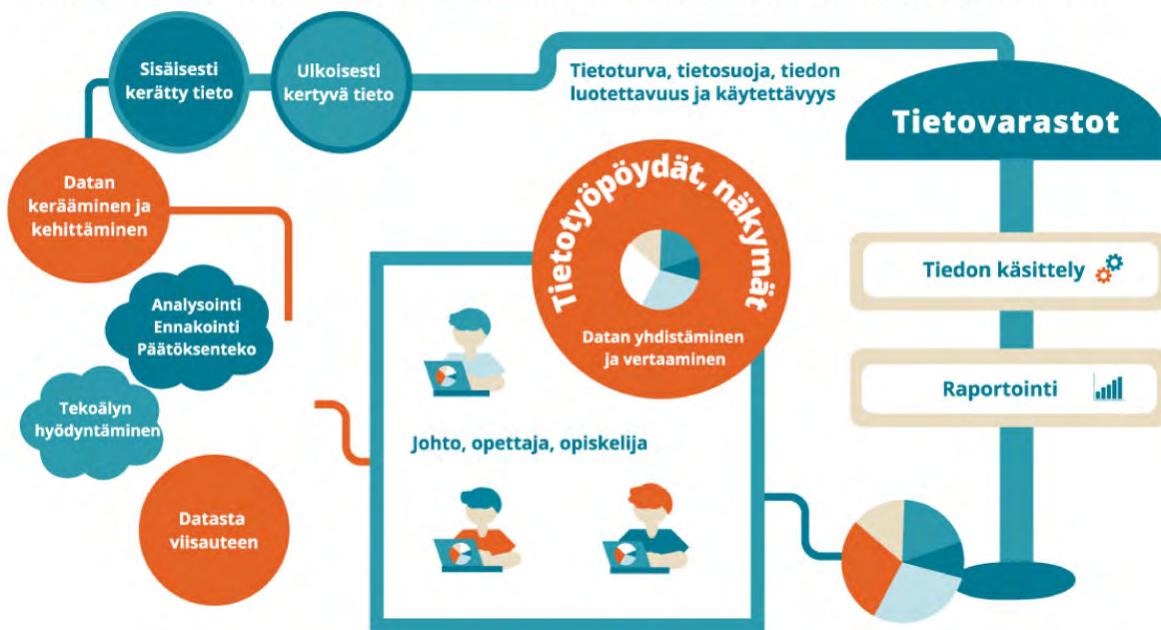 Sisäisesti
kerätty tieto
Ulkoisesti
kertyvä tieto
Tietoturva, tietosuoja, tiedon
luotettavuus ja käytettävyys
Tietovarastot
Datan
kerääminen ja
kehittäminen
Tietotyöpöydät, näkymät
Datan yhdistäminen
ja vertaaminen
Tiedon käsittely
Analysointi
Ennakointi
Päätöksenteko
Raportointi
Tekoälyn
hyödyntäminen
Johto, opettaja, opiskelija
Datasta
viisauteen